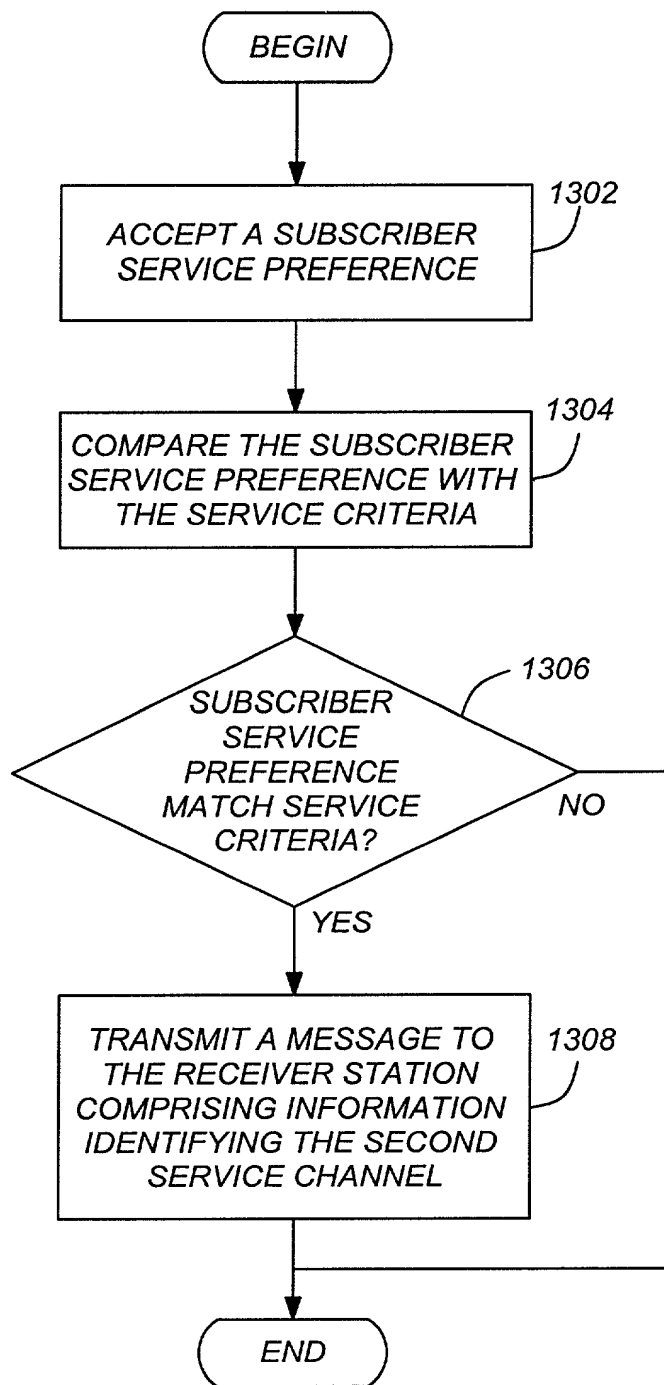 BEGIN
1302
ACCEPT A SUBSCRIBER
SERVICE PREFERENCE
1304
COMPARE THE SUBSCRIBER
SERVICE PREFERENCE WITH
THE SERVICE CRITERIA
1306
SUBSCRIBER
SERVICE
PREFERENCE
MATCH SERVICE
CRITERIA?
NO
YES
1308
TRANSMIT A MESSAGE TO
THE RECEIVER STATION
COMPRISING INFORMATION
IDENTIFYING THE SECOND
SERVICE CHANNEL
END